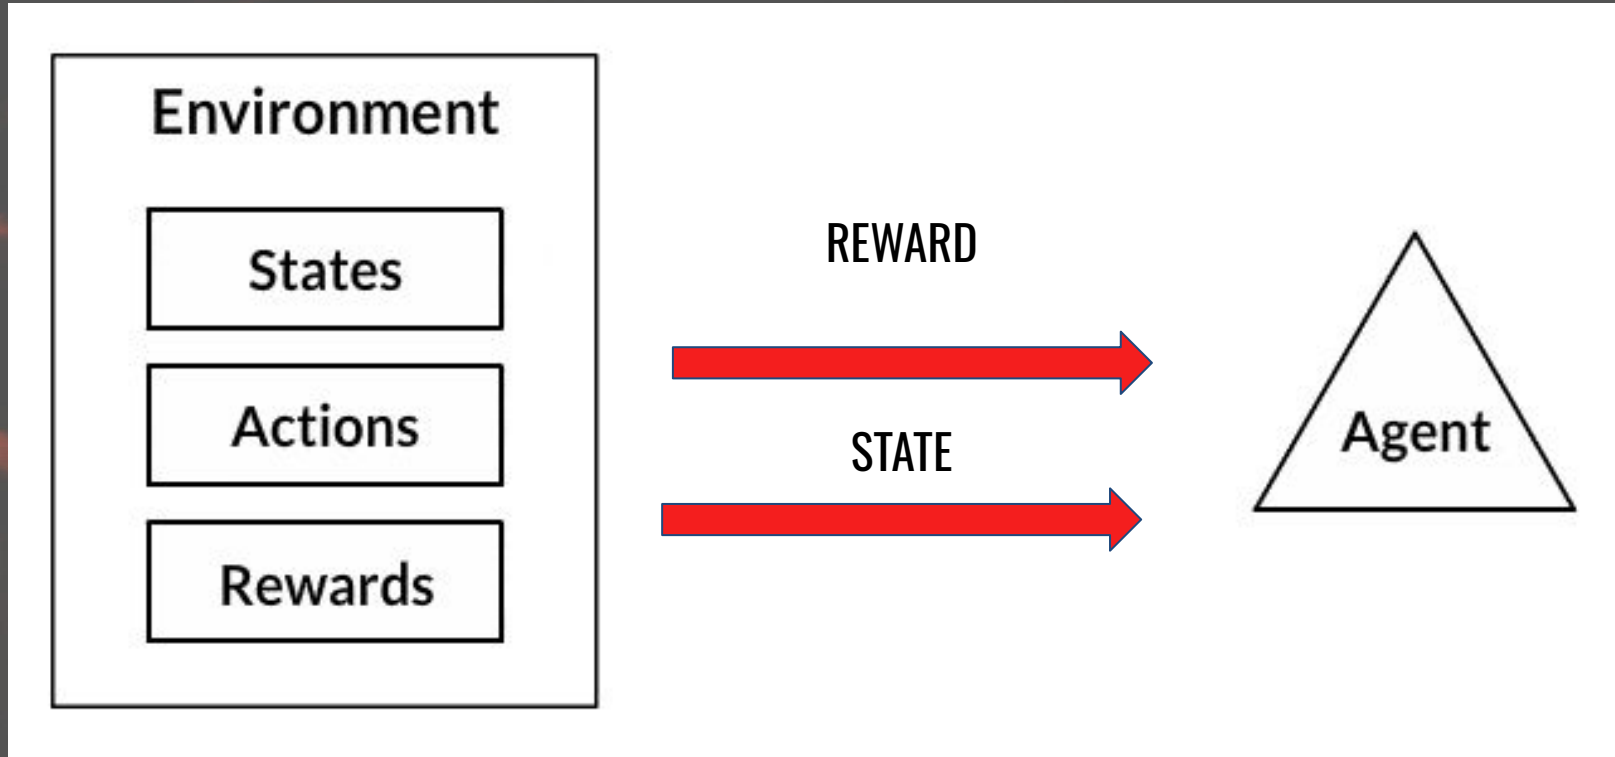 Environment
States
Actions
Rewards
REWARD
STATE
Agent